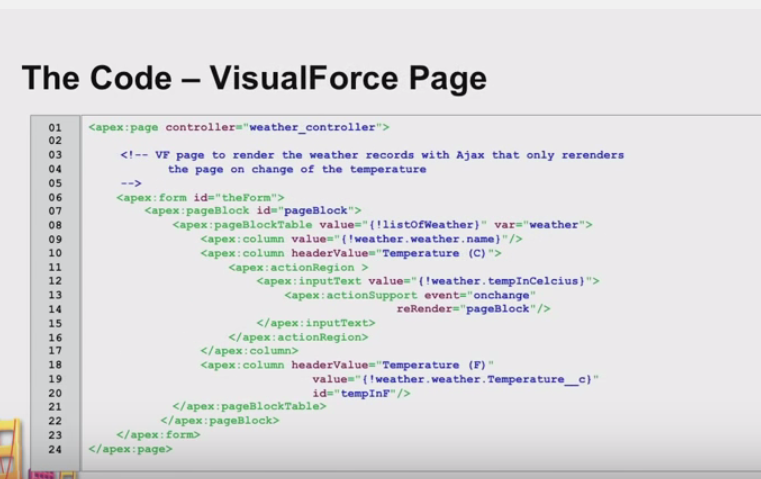 The Code – VisualForce Page
01 <apex:page controller="weather_controller">
02
03 <!-- VF page to render the weather records with Ajax that only rerenders
04 the page on change of the temperature
05 -->
06 <apex:form id="theForm">
07 <apex:pageBlock id="pageBlock">
08 <apex:pageBlockTable value="{!listOfWeather}" var="weather">
09 <apex:column value="{!weather.weather.name}"/>
10 <apex:column headerValue="Temperature (C)">
11 <apex:actionRegion >
12 <apex:inputText value="{!weather.tempInCelcius}">
13 <apex:actionSupport event="onchange"
14 reRender="pageBlock"/>
15 </apex:inputText>
16 </apex:actionRegion>
17 </apex:column>
18 <apex:column headerValue="Temperature (F)"
19 value="{!weather.weather.Temperature__c}"
20 id="tempInF"/>
21 </apex:pageBlockTable>
22 </apex:pageBlock>
23 </apex:form>
24 </apex:page>